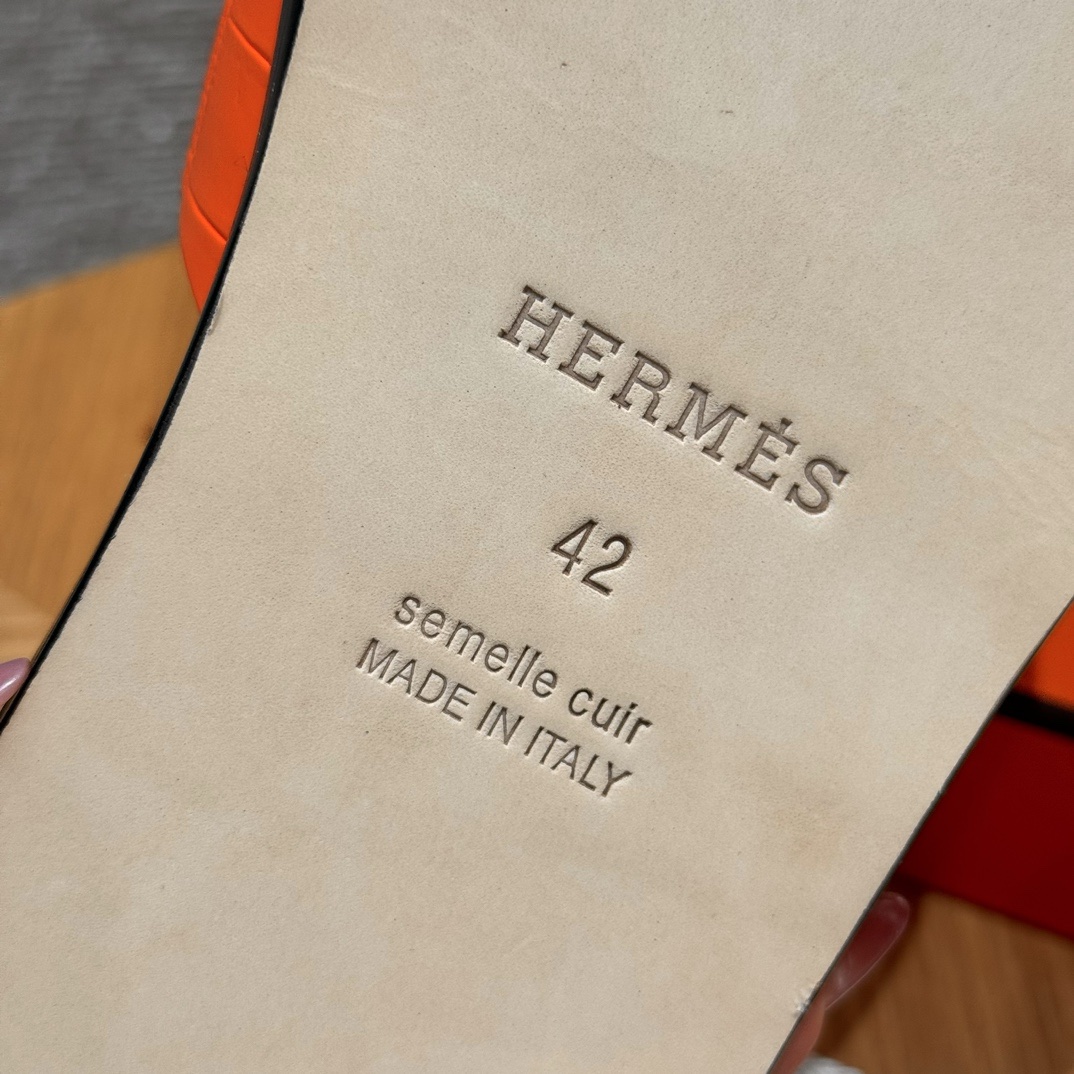 HERMÈS
42
semelle cuir
MADE IN ITALY